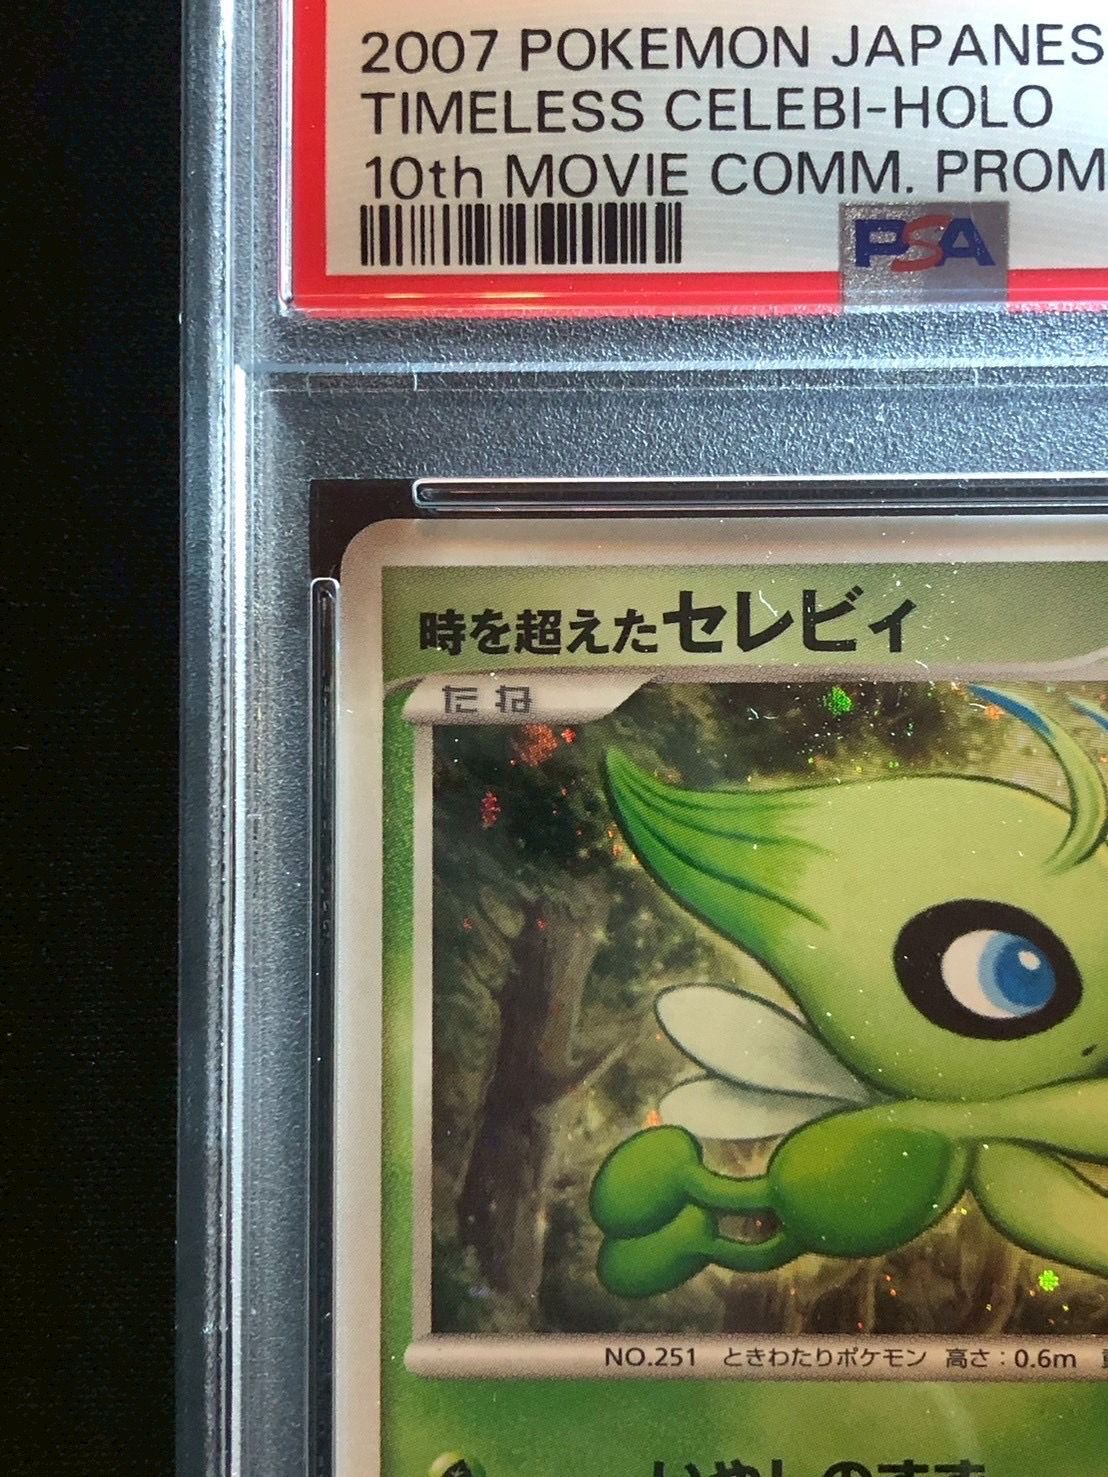 2007 POKEMON JAPANES
TIMELESS CELEBI-HOLO
10th MOVIE COMM. PROM
PSA
時を超えたセレビィ
たね
NO.251 ときわたりポケモン 高さ：0.6m